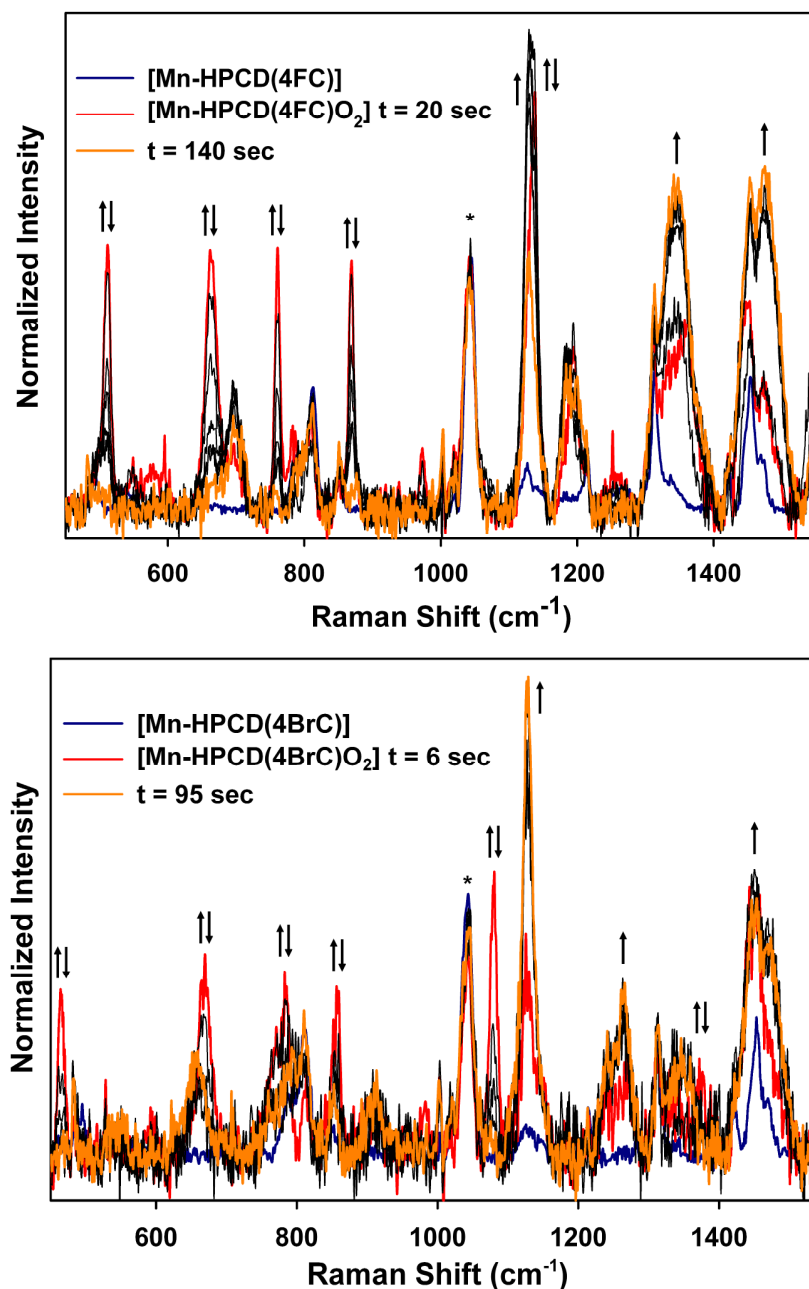 [Mn-HPCD(4FC)]
[Mn-HPCD(4FC)O₂] t = 20 sec
t = 140 sec
*
Normalized Intensity
600 800 1000 1200 1400
Raman Shift (cm⁻¹)
[Mn-HPCD(4BrC)]
[Mn-HPCD(4BrC)O₂] t = 6 sec
t = 95 sec
*
Normalized Intensity
600 800 1000 1200 1400
Raman Shift (cm⁻¹)